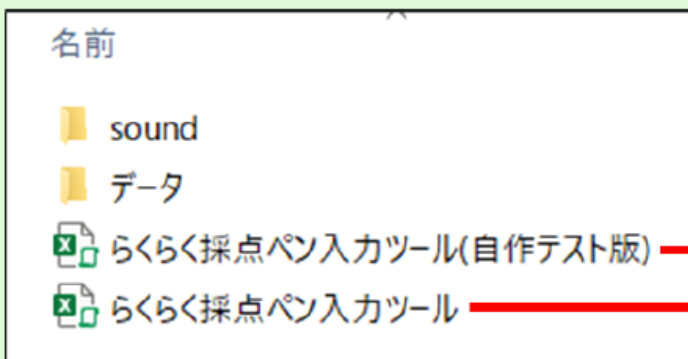 名前
sound
データ
らくらく採点ペン入力ツール(自作テスト版)
らくらく採点ペン入力ツール